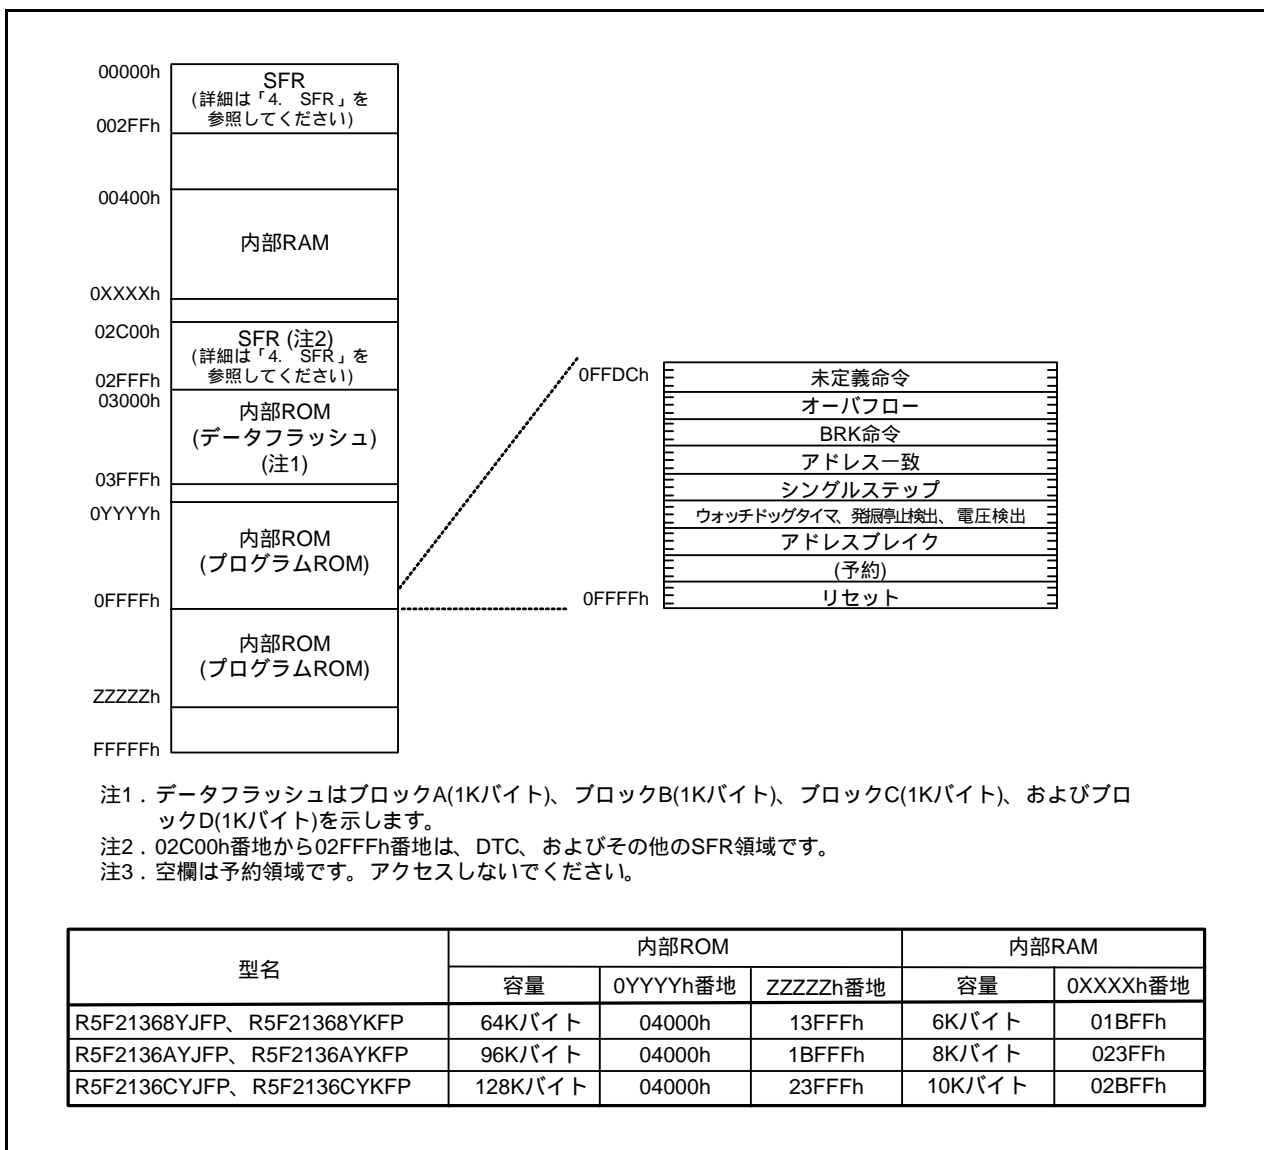 00000h
SFR
(詳細は「4. SFR」を
参照してください)
002FFh
00400h
内部RAM
0XXXXh
02C00h
SFR (注2)
(詳細は「4. SFR」を
参照してください)
02FFFh
03000h
内部ROM
(データフラッシュ)
(注1)
03FFFh
0YYYYh
内部ROM
(プログラムROM)
0FFFFh
内部ROM
(プログラムROM)
ZZZZZh
FFFFFh
0FFDCh
未定義命令
オーバフロー
BRK命令
アドレス一致
シングルステップ
ウォッチドッグタイマ、発振停止検出、電圧検出
アドレスブレイク
(予約)
0FFFFh
リセット
注1．データフラッシュはブロックA(1Kバイト)、ブロックB(1Kバイト)、ブロックC(1Kバイト)、およびブロ
ックD(1Kバイト)を示します。
注2．02C00h番地から02FFFh番地は、DTC、およびその他のSFR領域です。
注3．空欄は予約領域です。アクセスしないでください。
型名 内部ROM 内部RAM
容量 0YYYYh番地 ZZZZZh番地 容量 0XXXXh番地
R5F21368YJFP、R5F21368YKFP 64Kバイト 04000h 13FFFh 6Kバイト 01BFFh
R5F2136AYJFP、R5F2136AYKFP 96Kバイト 04000h 1BFFFh 8Kバイト 023FFh
R5F2136CYJFP、R5F2136CYKFP 128Kバイト 04000h 23FFFh 10Kバイト 02BFFh